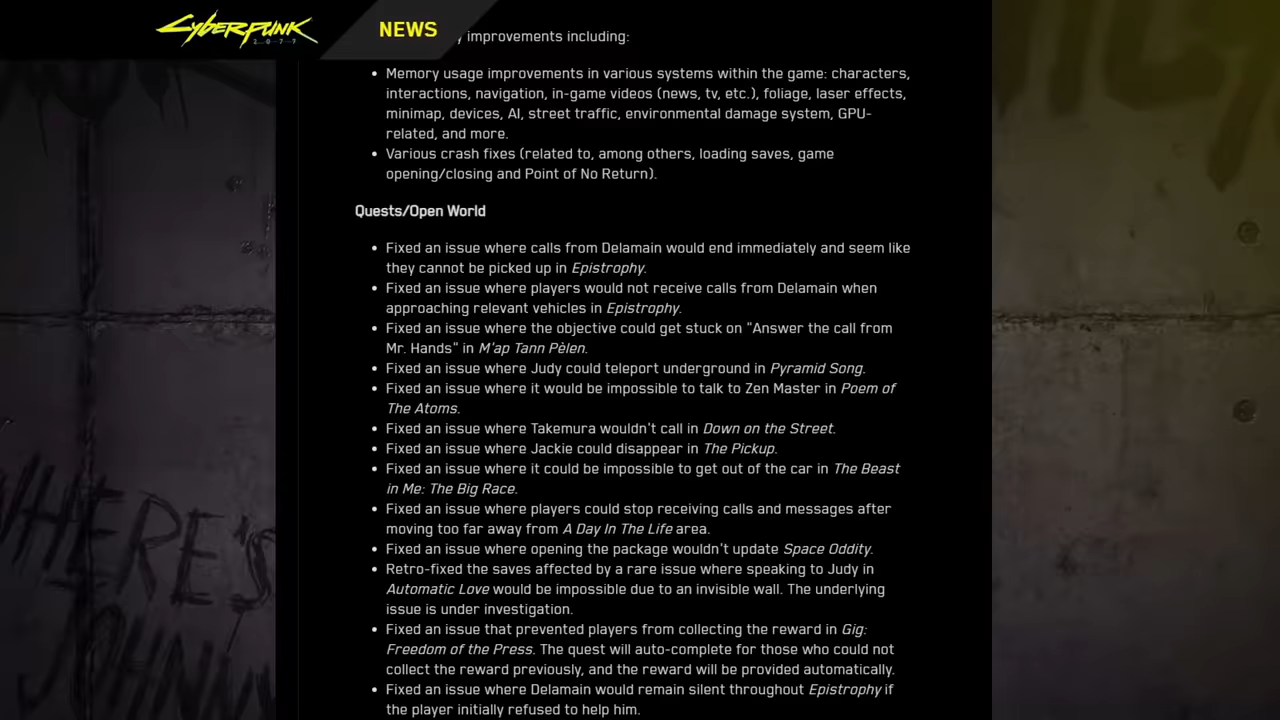 Cyberpunk
2077
NEWS
y improvements including:
• Memory usage improvements in various systems within the game: characters,
interactions, navigation, in-game videos (news, tv, etc.), foliage, laser effects,
minimap, devices, AI, street traffic, environmental damage system, GPU-
related, and more.
• Various crash fixes (related to, among others, loading saves, game
opening/closing and Point of No Return).
Quests/Open World
• Fixed an issue where calls from Delamain would end immediately and seem like
they cannot be picked up in Epistrophy.
• Fixed an issue where players would not receive calls from Delamain when
approaching relevant vehicles in Epistrophy.
• Fixed an issue where the objective could get stuck on "Answer the call from
Mr. Hands" in M'ap Tann Pèlen.
• Fixed an issue where Judy could teleport underground in Pyramid Song.
• Fixed an issue where it would be impossible to talk to Zen Master in Poem of
The Atoms.
• Fixed an issue where Takemura wouldn't call in Down on the Street.
• Fixed an issue where Jackie could disappear in The Pickup.
• Fixed an issue where it could be impossible to get out of the car in The Beast
in Me: The Big Race.
• Fixed an issue where players could stop receiving calls and messages after
moving too far away from A Day In The Life area.
• Fixed an issue where opening the package wouldn't update Space Oddity.
• Retro-fixed the saves affected by a rare issue where speaking to Judy in
Automatic Love would be impossible due to an invisible wall. The underlying
issue is under investigation.
• Fixed an issue that prevented players from collecting the reward in Gig:
Freedom of the Press. The quest will auto-complete for those who could not
collect the reward previously, and the reward will be provided automatically.
• Fixed an issue where Delamain would remain silent throughout Epistrophy if
the player initially refused to help him.
WHERE'S
JOHNNY